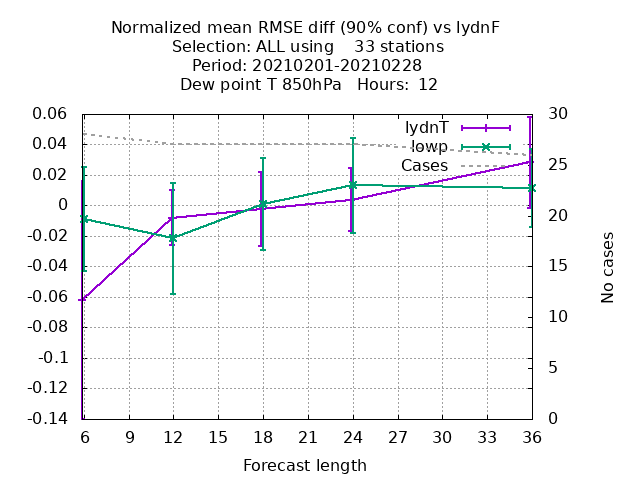 Normalized mean RMSE diff (90% conf) vs lydnF
Selection: ALL using    33 stations
Period: 20210201-20210228
Dew point T 850hPa   Hours:  12
0.06
0.04
0.02
0
-0.02
-0.04
-0.06
-0.08
-0.1
-0.12
-0.14
lydnT
lowp
Cases
30
25
20
15
10
5
0
No cases
6 9 12 15 18 21 24 27 30 33 36
Forecast length